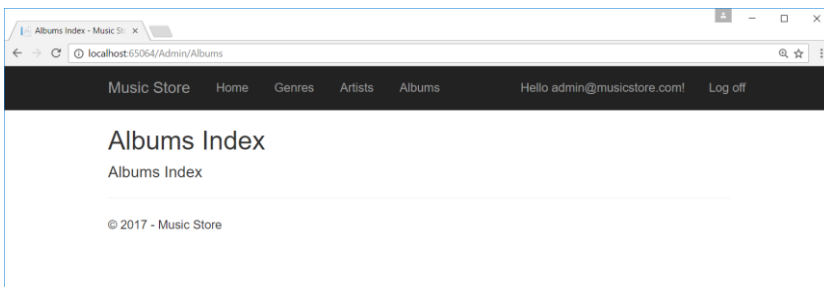 Albums Index - Music St
localhost:65064/Admin/Albums
Music Store Home Genres Artists Albums Hello admin@musicstore.com! Log off
Albums Index
Albums Index
© 2017 - Music Store